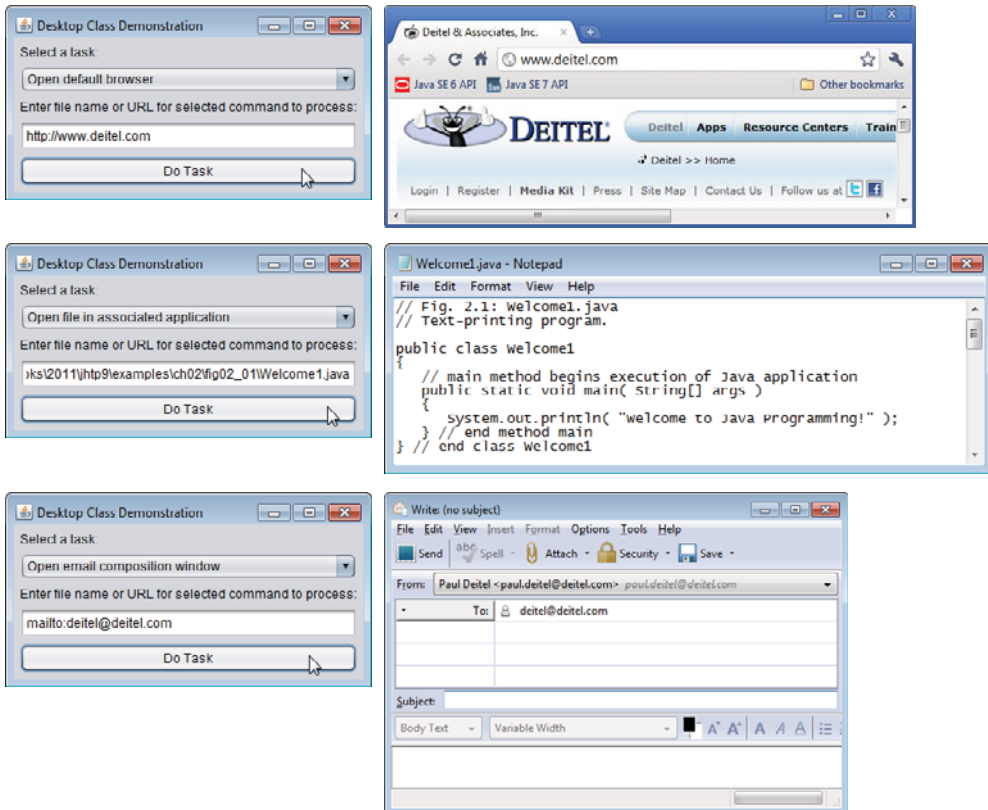 Desktop Class Demonstration
Select a task:
Open default browser
Enter file name or URL for selected command to process:
http://www.deitel.com
Do Task
Deitel & Associates, Inc.
www.deitel.com
Java SE 6 API Java SE 7 API Other bookmarks
DEITEL
Deitel Apps Resource Centers Train
Deitel >> Home
Login | Register | Media Kit | Press | Site Map | Contact Us | Follow us at
Desktop Class Demonstration
Select a task:
Open file in associated application
Enter file name or URL for selected command to process:
oks\2011\jhtp9\examples\ch02\fig02_01\Welcome1.java
Do Task
Welcome1.java - Notepad
File Edit Format View Help
// Fig. 2.1: Welcome1.java
// Text-printing program.
public class Welcome1
{
// main method begins execution of Java application
public static void main( String[] args )
{
System.out.println( "Welcome to Java Programming!" );
} // end method main
} // end class Welcome1
Desktop Class Demonstration
Select a task:
Open email composition window
Enter file name or URL for selected command to process:
mailto:deitel@deitel.com
Do Task
Write: (no subject)
File Edit View Insert Format Options Tools Help
Send Spell Attach Security Save
From: Paul Deitel <paul.deitel@deitel.com> paul.deitel@deitel.com
To: deitel@deitel.com
Subject:
Body Text Variable Width